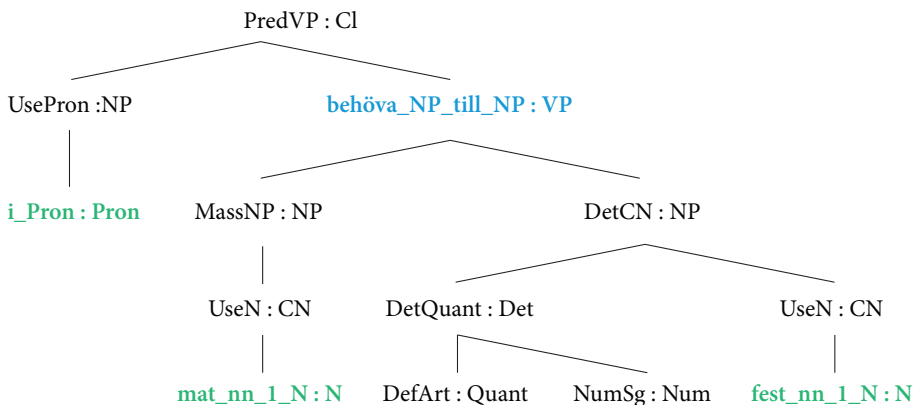 PredVP : Cl
UsePron :NP behöva_NP_till_NP : VP
i_Pron : Pron MassNP : NP DetCN : NP
UseN : CN DetQuant : Det UseN : CN
mat_nn_1_N : N DefArt : Quant NumSg : Num fest_nn_1_N : N